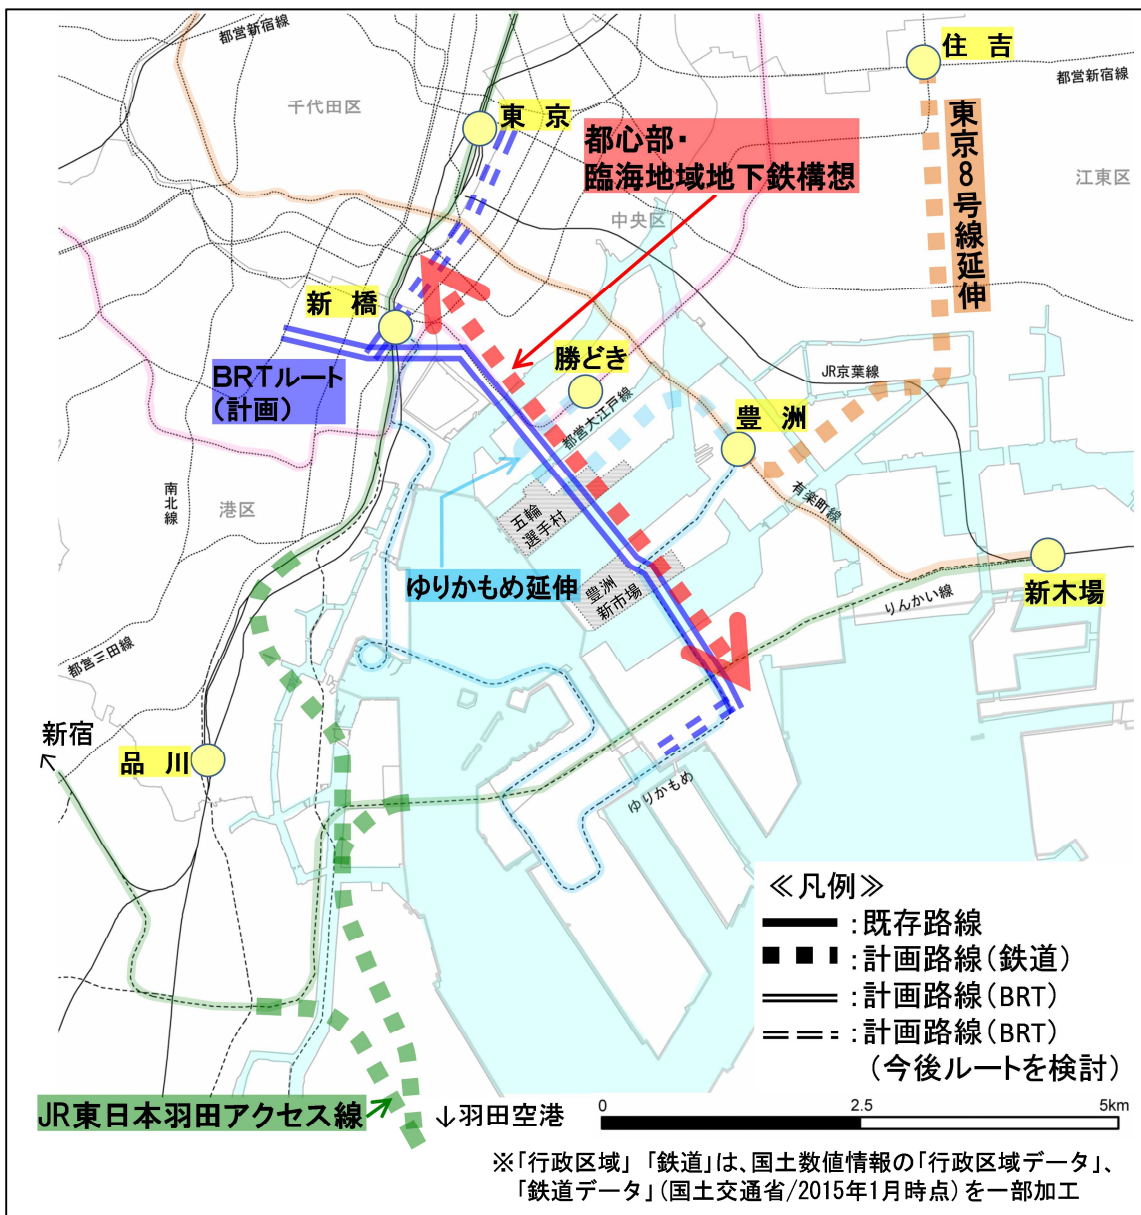 都営新宿線
住 吉
都営新宿線
千代田区
東 京
都心部・
臨海地域地下鉄構想
東京8号線延伸
江東区
中央区
新 橋
勝どき
JR京葉線
BRTルート
(計画)
都営大江戸線
豊 洲
南北線
港区
有楽町線
五輪
選手村
ゆりかもめ延伸
豊洲
新市場
新木場
りんかい線
都営三田線
新宿
品 川
ゆりかもめ
≪凡例≫
:既存路線
:計画路線(鉄道)
:計画路線(BRT)
:計画路線(BRT)
(今後ルートを検討)
JR東日本羽田アクセス線
↓羽田空港
0 2.5 5km
※「行政区域」「鉄道」は、国土数値情報の「行政区域データ」、
「鉄道データ」(国土交通省/2015年1月時点)を一部加工